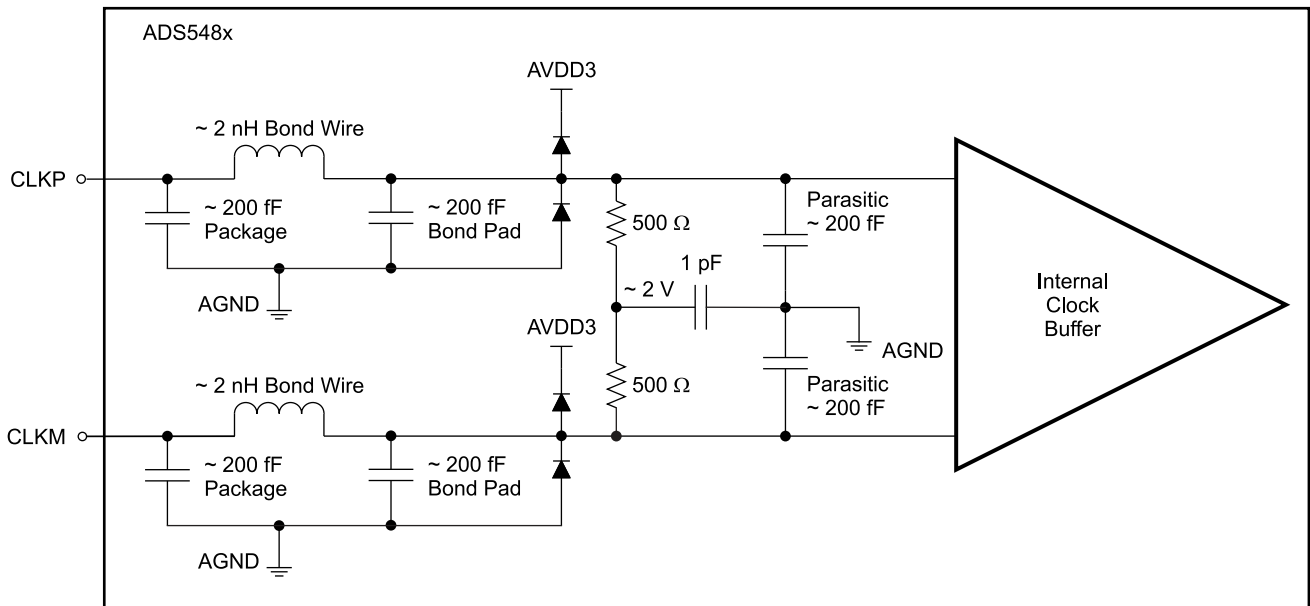 ADS548x
AVDD3
~ 2 nH Bond Wire
CLKP
~ 200 fF
Package
~ 200 fF
Bond Pad
500 Ω
Parasitic
~ 200 fF
1 pF
~ 2 V
AGND
AGND
Internal
Clock
Buffer
AVDD3
~ 2 nH Bond Wire
500 Ω
Parasitic
~ 200 fF
CLKM
~ 200 fF
Package
~ 200 fF
Bond Pad
AGND